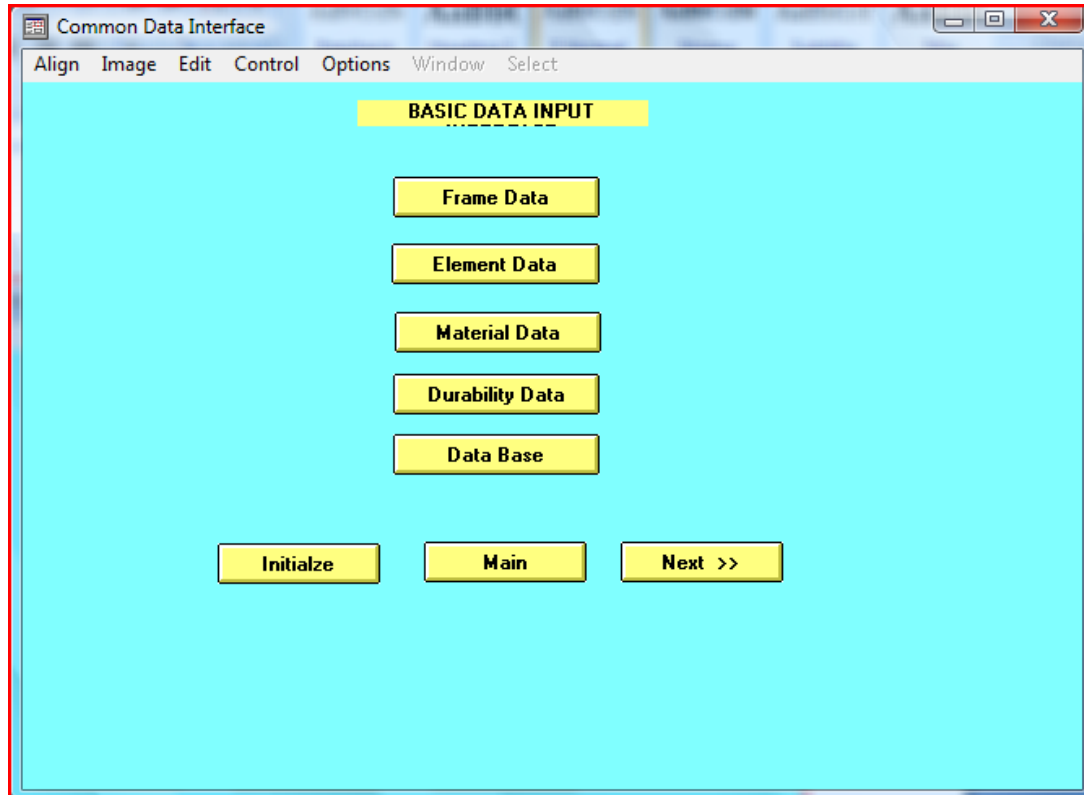 Common Data Interface
Align Image Edit Control Options Window Select
BASIC DATA INPUT
Frame Data
Element Data
Material Data
Durability Data
Data Base
Initialze Main Next >>